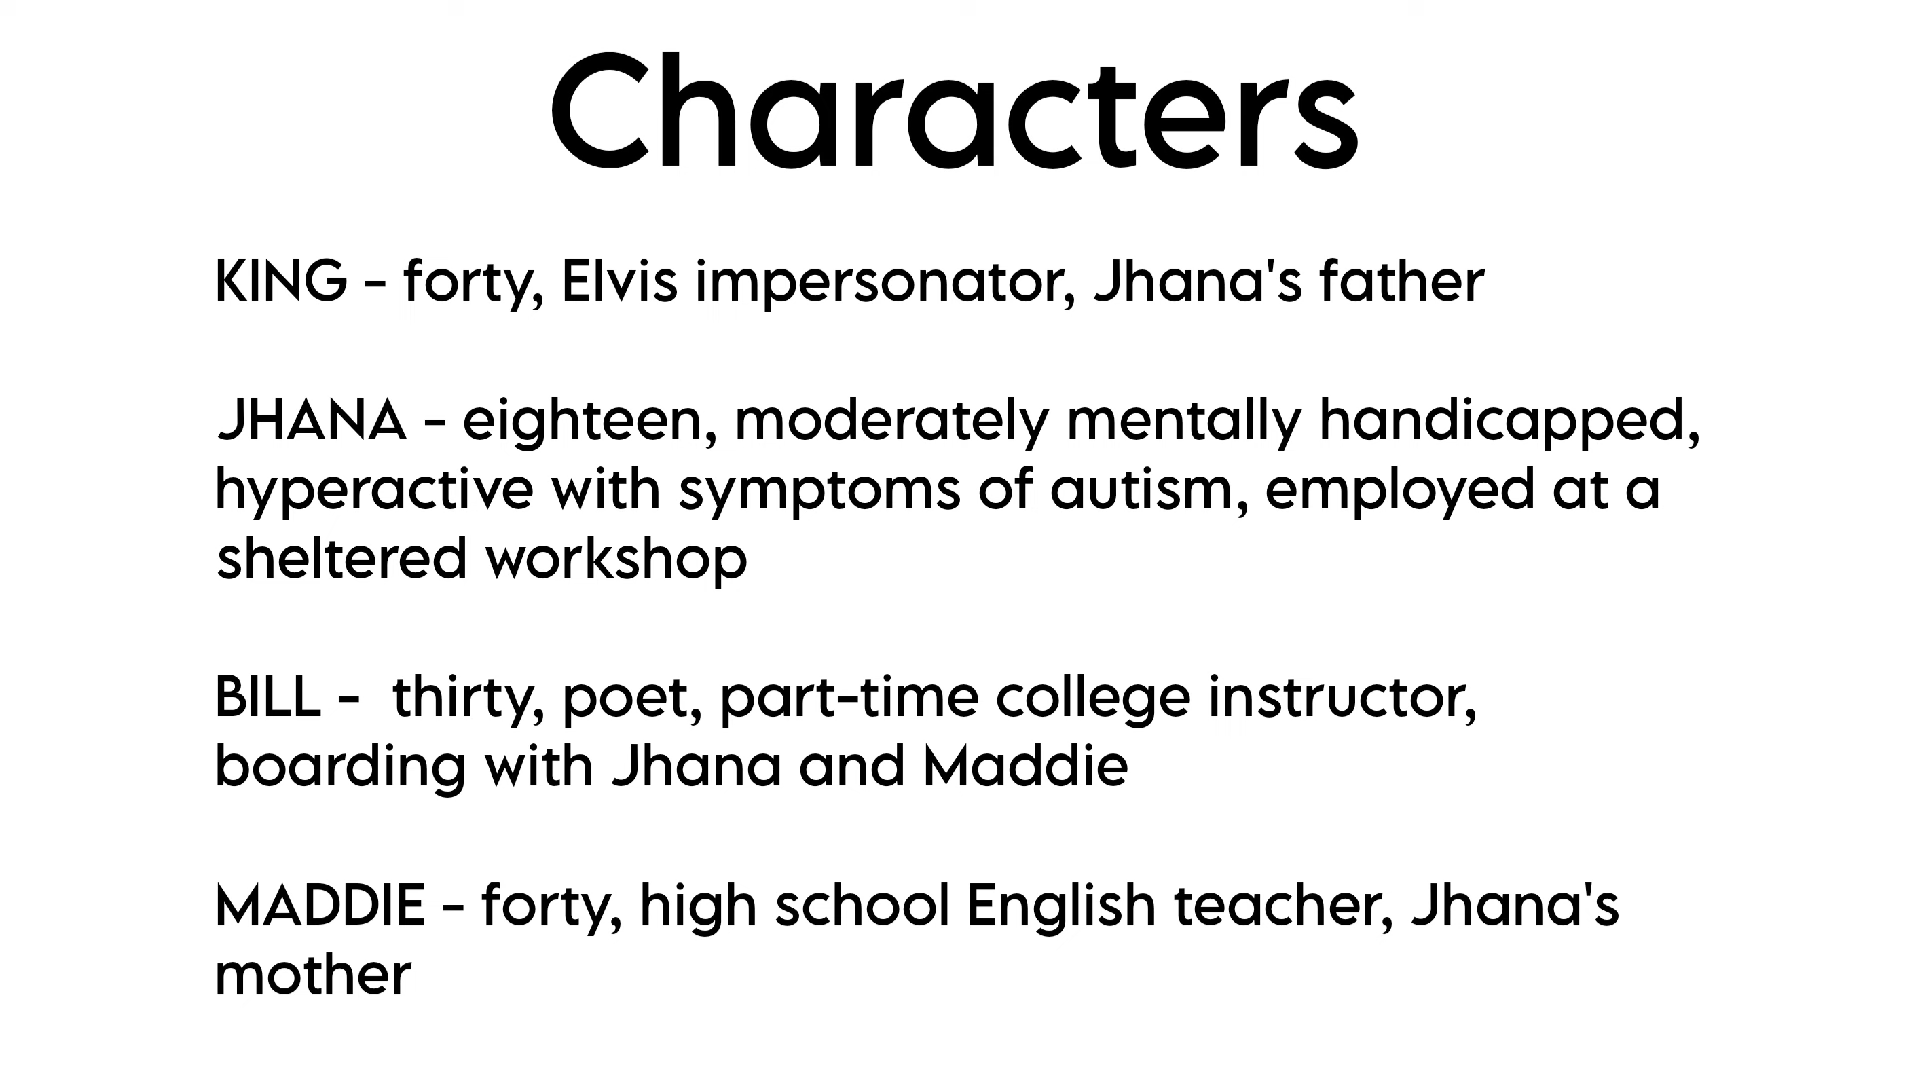 Characters
KING - forty, Elvis impersonator, Jhana's father
JHANA - eighteen, moderately mentally handicapped,
hyperactive with symptoms of autism, employed at a
sheltered workshop
BILL -  thirty, poet, part-time college instructor,
boarding with Jhana and Maddie
MADDIE - forty, high school English teacher, Jhana's
mother